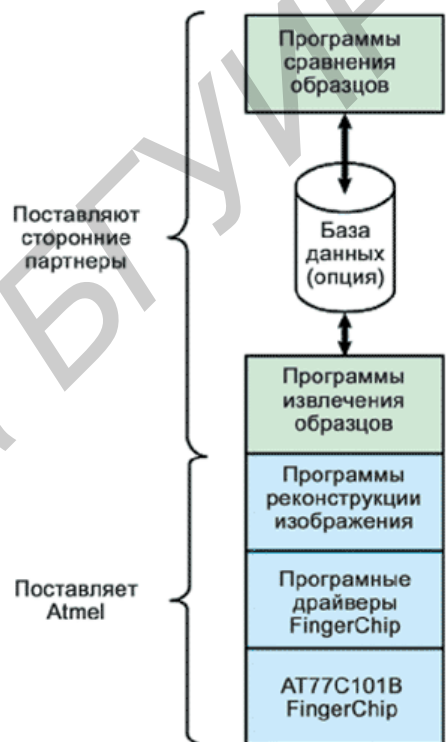 Программы
сравнения
образцов
Поставляют
сторонние
партнеры
База
данных
(опция)
Программы
извлечения
образцов
Программы
реконструкции
изображения
Поставляет
Atmel
Програмные
драйверы
FingerChip
AT77C101B
FingerChip
БГУИР